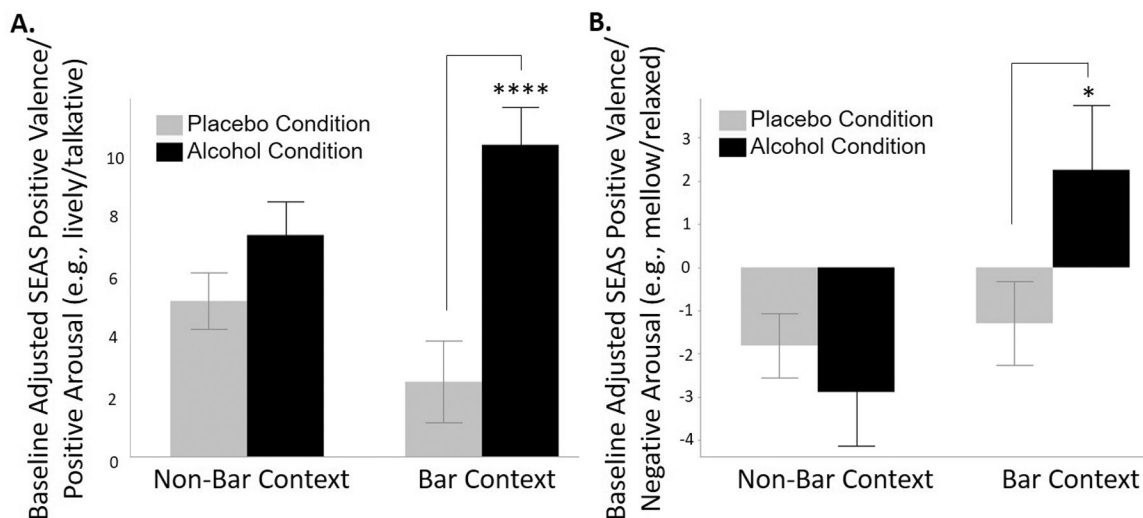 A.
Baseline Adjusted SEAS Positive Valence/
Positive Arousal (e.g., lively/talkative)
10
8
6
4
2
0
Placebo Condition
Alcohol Condition
****
Non-Bar Context
Bar Context
B.
Baseline Adjusted SEAS Positive Valence/
Negative Arousal (e.g., mellow/relaxed)
3
2
1
0
-1
-2
-3
-4
Placebo Condition
Alcohol Condition
*
Non-Bar Context
Bar Context